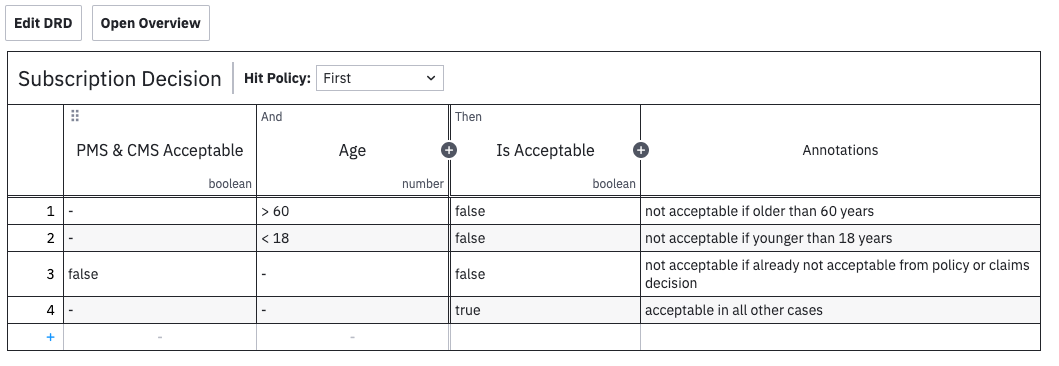 Edit DRD Open Overview
Subscription Decision Hit Policy: First
And Then
PMS & CMS Acceptable Age Is Acceptable Annotations
boolean number boolean
1 - > 60 false not acceptable if older than 60 years
2 - < 18 false not acceptable if younger than 18 years
3 false - false not acceptable if already not acceptable from policy or claims
decision
4 - - true acceptable in all other cases
+ - -